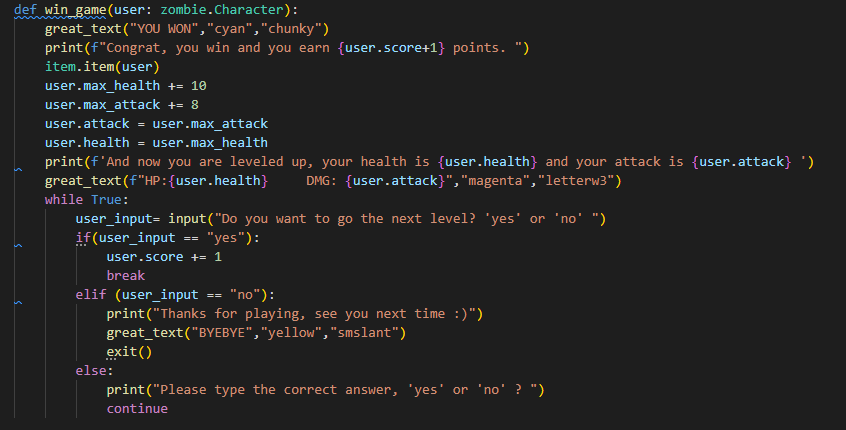 def win_game(user: zombie.Character):
    great_text("YOU WON","cyan","chunky")
    print(f"Congrat, you win and you earn {user.score+1} points. ")
    item.item(user)
    user.max_health += 10
    user.max_attack += 8
    user.attack = user.max_attack
    user.health = user.max_health
    print(f'And now you are leveled up, your health is {user.health} and your attack is {user.attack} ')
    great_text(f"HP:{user.health}     DMG: {user.attack}","magenta","letterw3")
    while True:
        user_input= input("Do you want to go the next level? 'yes' or 'no' ")
        if(user_input == "yes"):
            user.score += 1
            break
        elif (user_input == "no"):
            print("Thanks for playing, see you next time :)")
            great_text("BYEBYE","yellow","smslant")
            exit()
        else:
            print("Please type the correct answer, 'yes' or 'no' ? ")
            continue